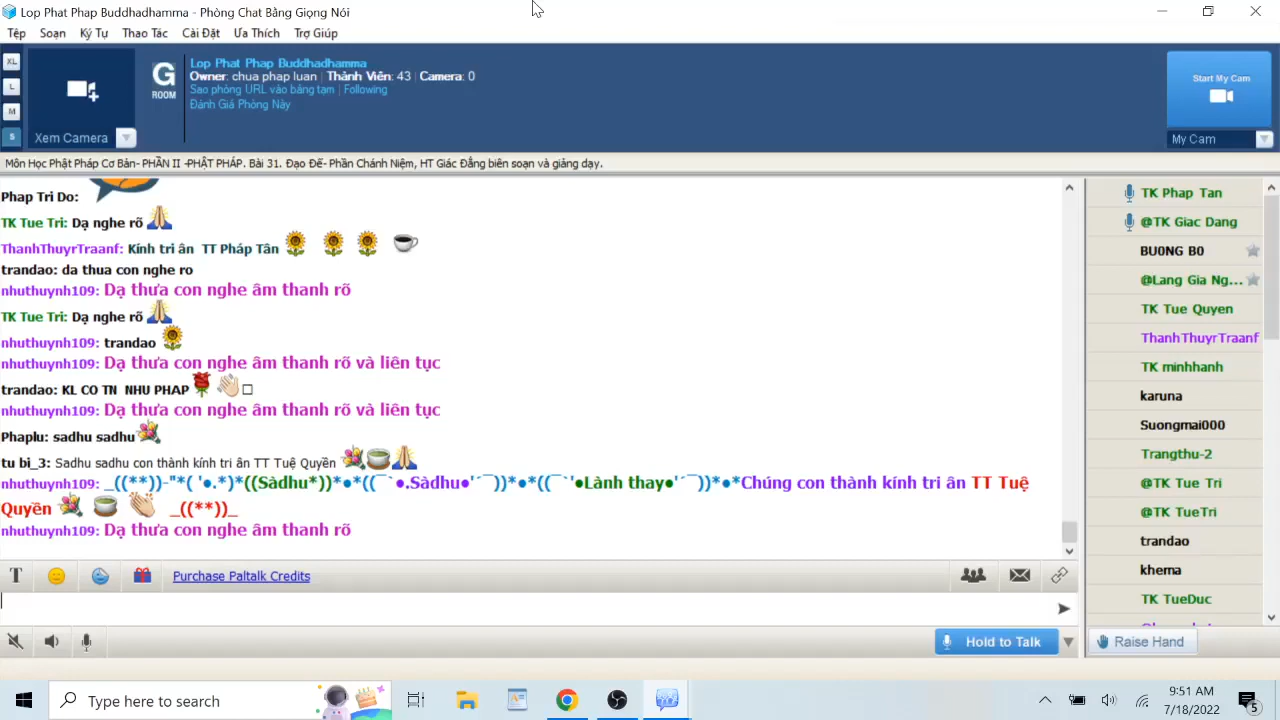 Lop Phat Phap Buddhadhamma - Phòng Chat Bằng Giọng Nói
Tệp Soạn Ký Tự Thao Tác Cài Đặt Ưa Thích Trợ Giúp
XL
L
M
S
Xem Camera
G
ROOM
Lop Phat Phap Buddhadhamma
Owner: chua phap luan | Thành Viên: 43 | Camera: 0
Sao phòng URL vào bảng tạm | Following
Đánh Giá Phòng Này
Start My Cam
My Cam
Môn Học Phật Pháp Cơ Bản- PHẦN II -PHẬT PHÁP. Bài 31. Đạo Đế- Phần Chánh Niệm, HT Giác Đẳng biên soạn và giảng dạy.
Phap Tri Do:
TK Tue Tri: Dạ nghe rõ
ThanhThuyrTraanf: Kính tri ân TT Pháp Tân
trandao: da thua con nghe ro
nhuthuynh109: Dạ thưa con nghe âm thanh rõ
TK Tue Tri: Dạ nghe rõ
nhuthuynh109: trandao
nhuthuynh109: Dạ thưa con nghe âm thanh rõ và liên tục
trandao: KL CO TN NHU PHAP
nhuthuynh109: Dạ thưa con nghe âm thanh rõ và liên tục
Phaplu: sadhu sadhu
tu bi_3: Sadhu sadhu con thành kính tri ân TT Tuệ Quyền
nhuthuynh109: _((**))-"*( '●.*)*((Sàdhu*))*●*((¯`●.Sàdhu●'´¯))*●*((¯`'●Lành thay●'´¯))*●*Chúng con thành kính tri ân TT Tuệ
Quyền _((**))_
nhuthuynh109: Dạ thưa con nghe âm thanh rõ
TK Phap Tan
@TK Giac Dang
BU0NG B0
@Lang Gia Ng...
TK Tue Quyen
ThanhThuyrTraanf
TK minhhanh
karuna
Suongmai000
Trangthu-2
@TK Tue Tri
@TK TueTri
trandao
khema
TK TueDuc
T Purchase Paltalk Credits
Hold to Talk
Raise Hand
Type here to search
9:51 AM
7/18/2022
5